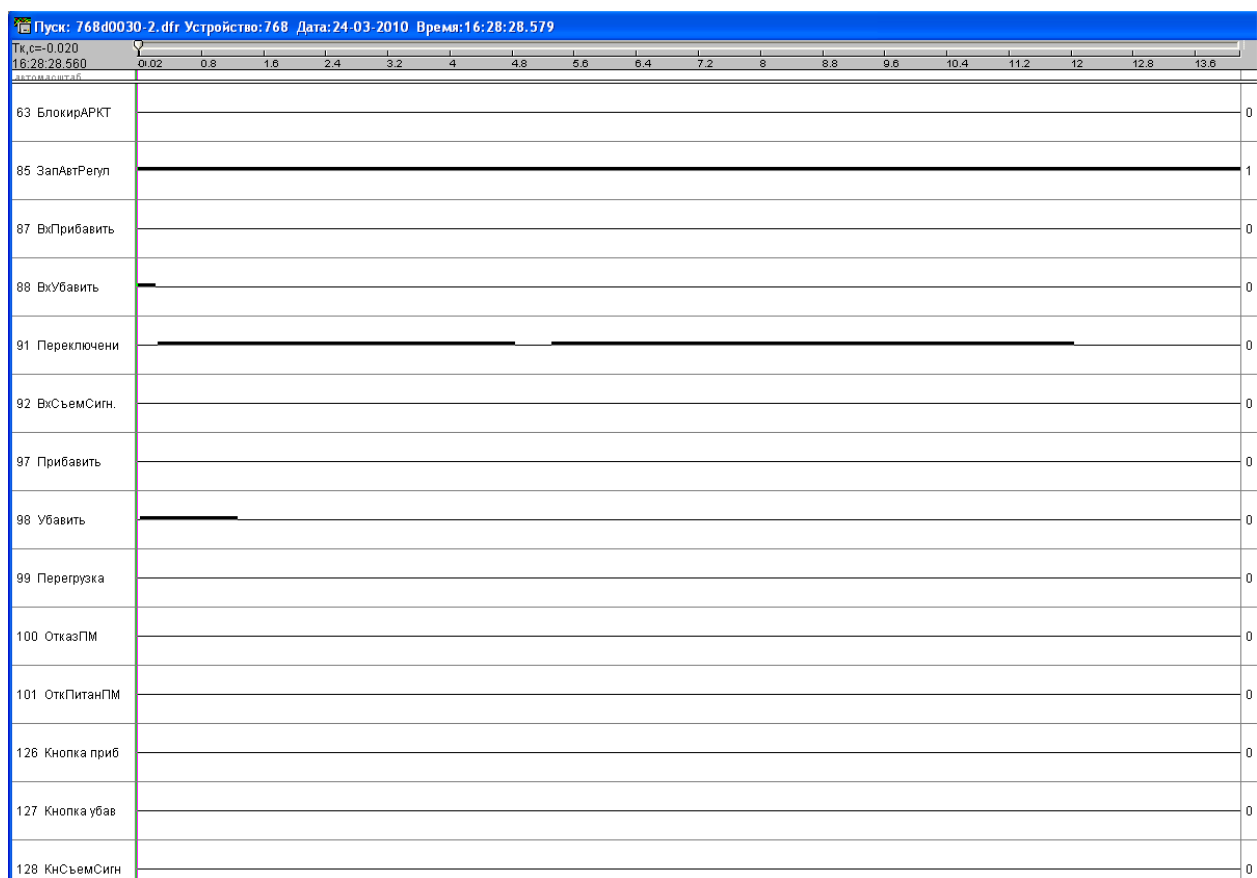 Пуск: 768d0030-2.dfr Устройство:768 Дата:24-03-2010 Время:16:28:28.579
Тк,с=-0.020
16:28:28.560 0.02 0.8 1.6 2.4 3.2 4 4.8 5.6 6.4 7.2 8 8.8 9.6 10.4 11.2 12 12.8 13.6
автомасштаб
63 БлокирАРКТ 0
85 ЗапАвтРегул 1
87 ВхПрибавить 0
88 ВхУбавить 0
91 Переключени 0
92 ВхСъемСигн. 0
97 Прибавить 0
98 Убавить 0
99 Перегрузка 0
100 ОтказПМ 0
101 ОткПитанПМ 0
126 Кнопка приб 0
127 Кнопка убав 0
128 КнСъемСигн 0